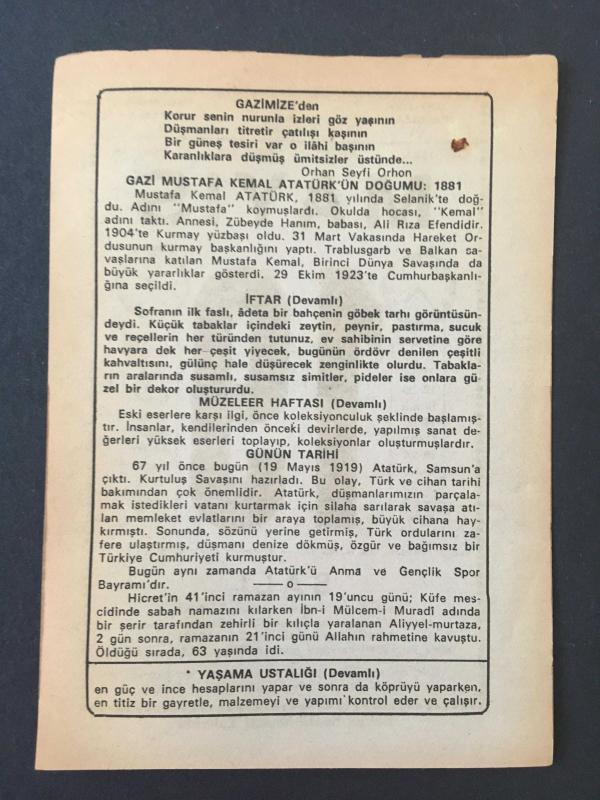 GAZİMİZE'den
Korur senin nurunla izleri göz yaşının
Düşmanları titretir çatılışı kaşının
Bir güneş tesiri var o ilâhi başının
Karanlıklara düşmüş ümitsizler üstünde...
Orhan Seyfi Orhon
GAZİ MUSTAFA KEMAL ATATÜRK'ÜN DOĞUMU: 1881
Mustafa Kemal ATATÜRK, 1881 yılında Selanik'te doğ-
du. Adını "Mustafa" koymuşlardı. Okulda hocası, "Kemal"
adını taktı. Annesi, Zübeyde Hanım, babası, Ali Rıza Efendidir.
1904'te Kurmay yüzbaşı oldu. 31 Mart Vakasında Hareket Or-
dusunun kurmay başkanlığını yaptı. Trablusgarb ve Balkan sa-
vaşlarına katılan Mustafa Kemal, Birinci Dünya Savaşında da
büyük yararlıklar gösterdi. 29 Ekim 1923'te Cumhurbaşkanlı-
ğına seçildi.
İFTAR (Devamlı)
Sofranın ilk faslı, âdeta bir bahçenin göbek tarhı görüntüsün-
deydi. Küçük tabaklar içindeki zeytin, peynir, pastırma, sucuk
ve reçellerin her türünden tutunuz, ev sahibinin servetine göre
havyara dek her çeşit yiyecek, bugünün ordövr denilen çeşitli
kahvaltısını, gülünç hale düşürecek zenginlikte olurdu. Tabakla-
rın aralarında susamlı, susamsız simitler, pideler ise onlara gü-
zel bir dekor oluştururdu.
MÜZELEER HAFTASI (Devamlı)
Eski eserlere karşı ilgi, önce koleksiyonculuk şeklinde başlamış-
tır. İnsanlar, kendilerinden önceki devirlerde, yapılmış sanat de-
ğerleri yüksek eserleri toplayıp, koleksiyonlar oluşturmuşlardır.
GÜNÜN TARİHİ
67 yıl önce bugün (19 Mayıs 1919) Atatürk, Samsun'a
çıktı. Kurtuluş Savaşını hazırladı. Bu olay, Türk ve cihan tarihi
bakımından çok önemlidir. Atatürk, düşmanlarımızın parçala-
mak istedikleri vatanı kurtarmak için silaha sarılarak savaşa atı-
lan memleket evlatlarını bir araya toplamış, büyük cihana hay-
kırmıştı. Sonunda, sözünü yerine getirmiş, Türk ordularını za-
fere ulaştırmış, düşmanı denize dökmüş, özgür ve bağımsız bir
Türkiye Cumhuriyeti kurmuştur.
Bugün aynı zamanda Atatürk'ü Anma ve Gençlik Spor
Bayramı'dır. ——o——
Hicret'in 41'inci ramazan ayının 19'uncu günü; Kûfe mes-
cidinde sabah namazını kılarken İbn-i Mülcem-i Muradî adında
bir şerir tarafından zehirli bir kılıçla yaralanan Aliyyel-murtaza,
2 gün sonra, ramazanın 21'inci günü Allahın rahmetine kavuştu.
Öldüğü sırada, 63 yaşında idi.
* YAŞAMA USTALIĞI (Devamlı)
en güç ve ince hesaplarını yapar ve sonra da köprüyü yaparken,
en titiz bir gayretle, malzemeyi ve yapımı kontrol eder ve çalışır.